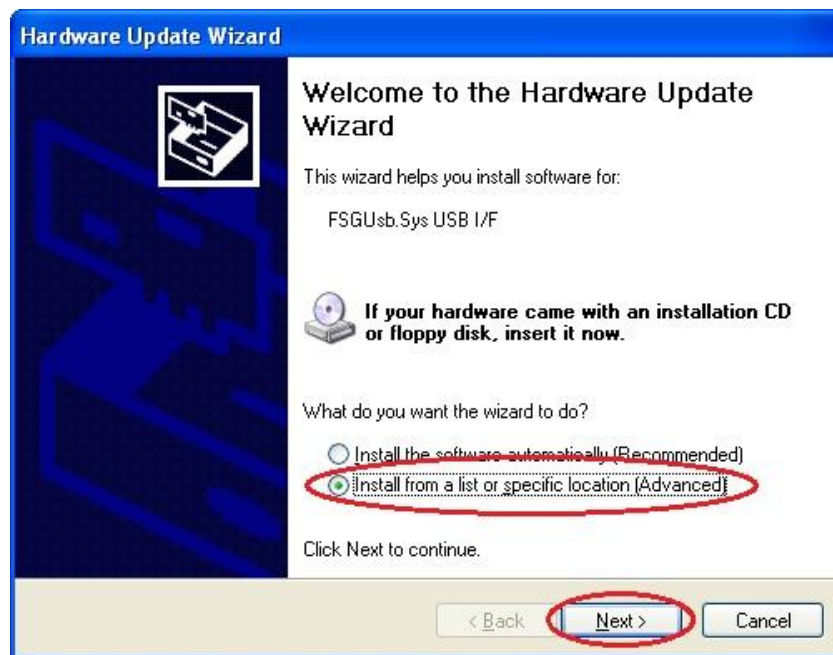 Hardware Update Wizard
Welcome to the Hardware Update
Wizard
This wizard helps you install software for:
FSGUsb.Sys USB I/F
If your hardware came with an installation CD
or floppy disk, insert it now.
What do you want the wizard to do?
Install the software automatically (Recommended)
Install from a list or specific location (Advanced)
Click Next to continue.
< Back
Next >
Cancel